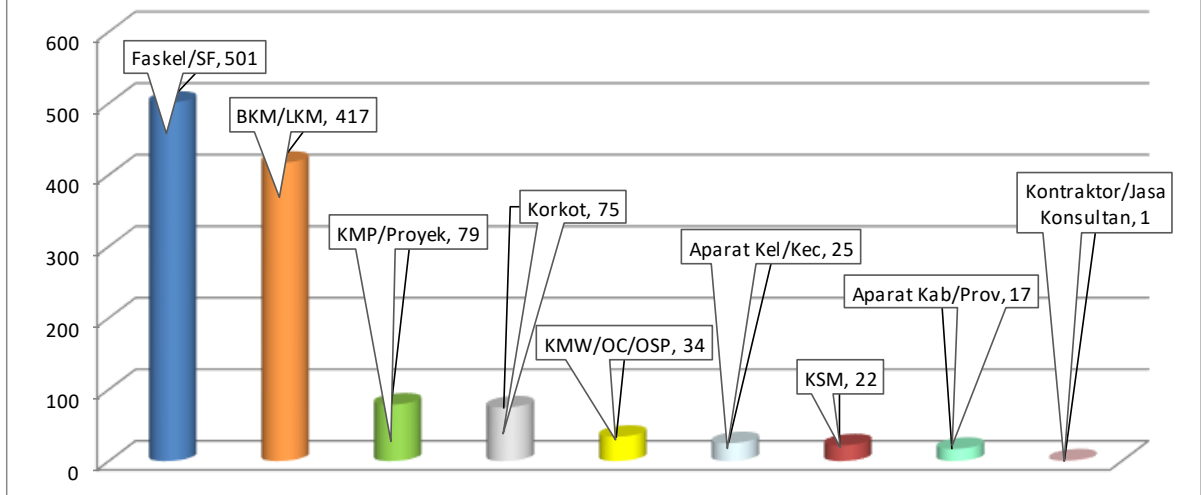 600
500
400
300
200
100
0
Faskel/SF, 501
BKM/LKM, 417
KMP/Proyek, 79
Korkot, 75
KMW/OC/OSP, 34
Aparat Kel/Kec, 25
KSM, 22
Aparat Kab/Prov, 17
Kontraktor/Jasa
Konsultan, 1